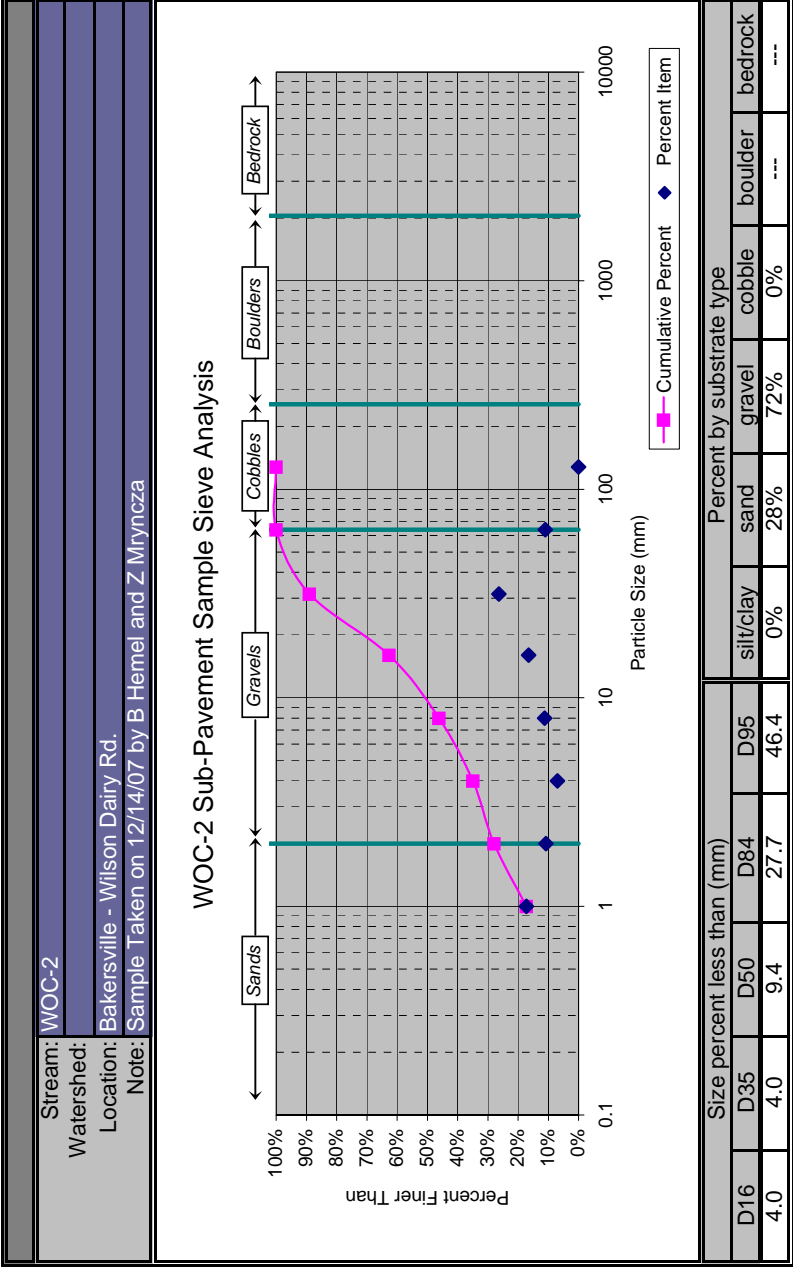 Stream: WOC-2
Watershed:
Location: Bakersville - Wilson Dairy Rd.
Note: Sample Taken on 12/14/07 by B Hemel and Z Mryncza
WOC-2 Sub-Pavement Sample Sieve Analysis
Sands Gravels Cobbles Boulders Bedrock
Percent Finer Than
100%
90%
80%
70%
60%
50%
40%
30%
20%
10%
0%
0.1 1 10 100 1000 10000
Particle Size (mm)
Cumulative Percent Percent Item
Size percent less than (mm) Percent by substrate type
D16 D35 D50 D84 D95 silt/clay sand gravel cobble boulder bedrock
4.0 4.0 9.4 27.7 46.4 0% 28% 72% 0% --- ---